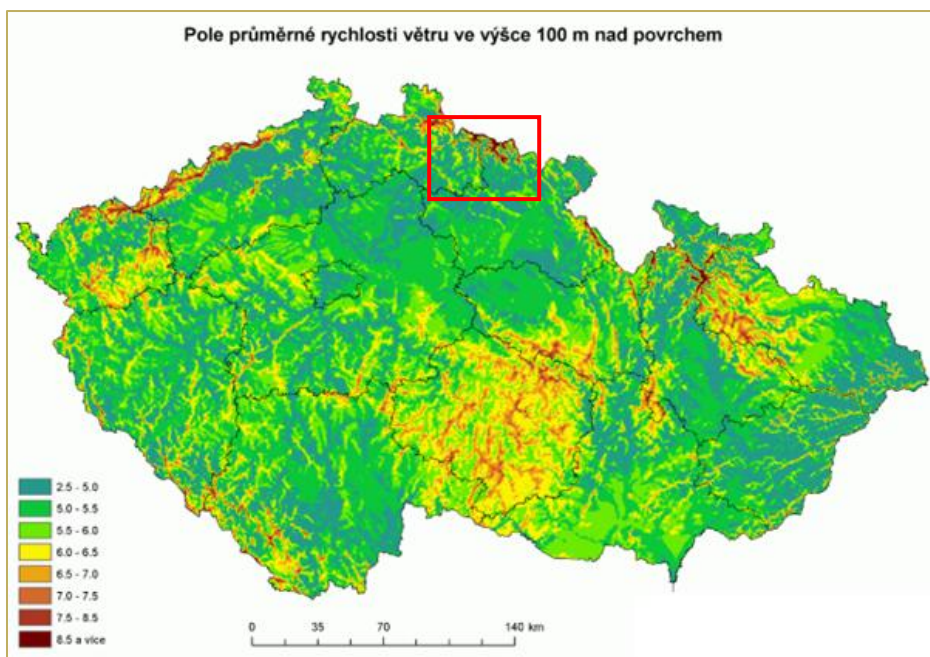 Pole průměrné rychlosti větru ve výšce 100 m nad povrchem
2.5 - 5.0
5.0 - 5.5
5.5 - 6.0
6.0 - 6.5
6.5 - 7.0
7.0 - 7.5
7.5 - 8.5
8.5 a více
0 35 70 140 km